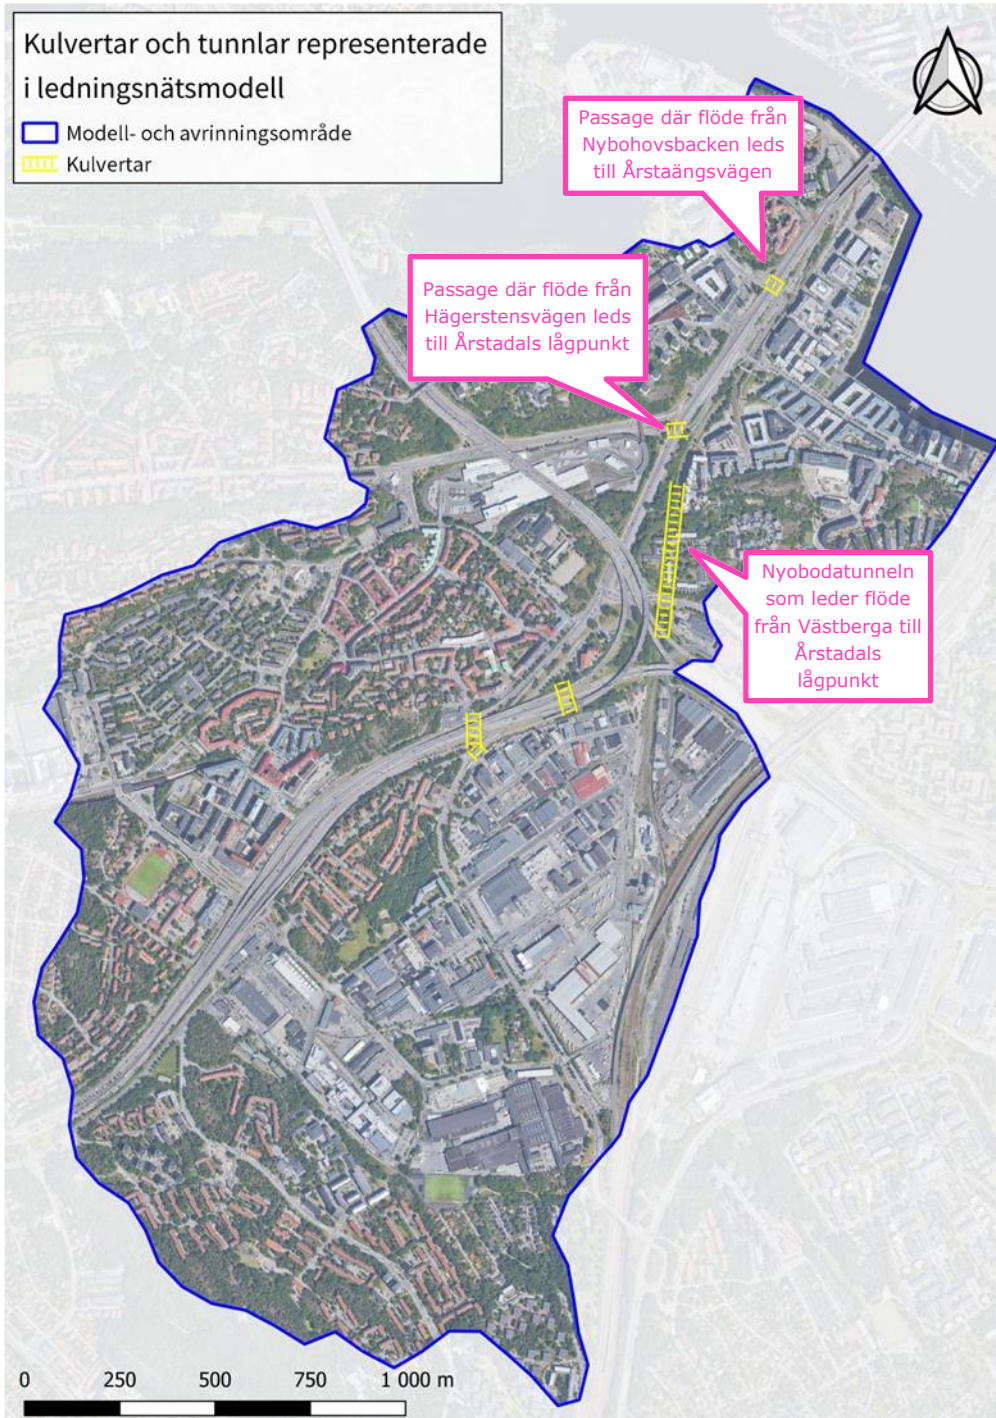 Kulvertar och tunnlar representerade
i ledningsnätsmodell
Modell- och avrinningsområde
Kulvertar
Passage där flöde från
Nybohovsbacken leds
till Årstaängsvägen
Passage där flöde från
Hägerstensvägen leds
till Årstadals lågpunkt
Nyobodatunneln
som leder flöde
från Västberga till
Årstadals
lågpunkt
0 250 500 750 1 000 m